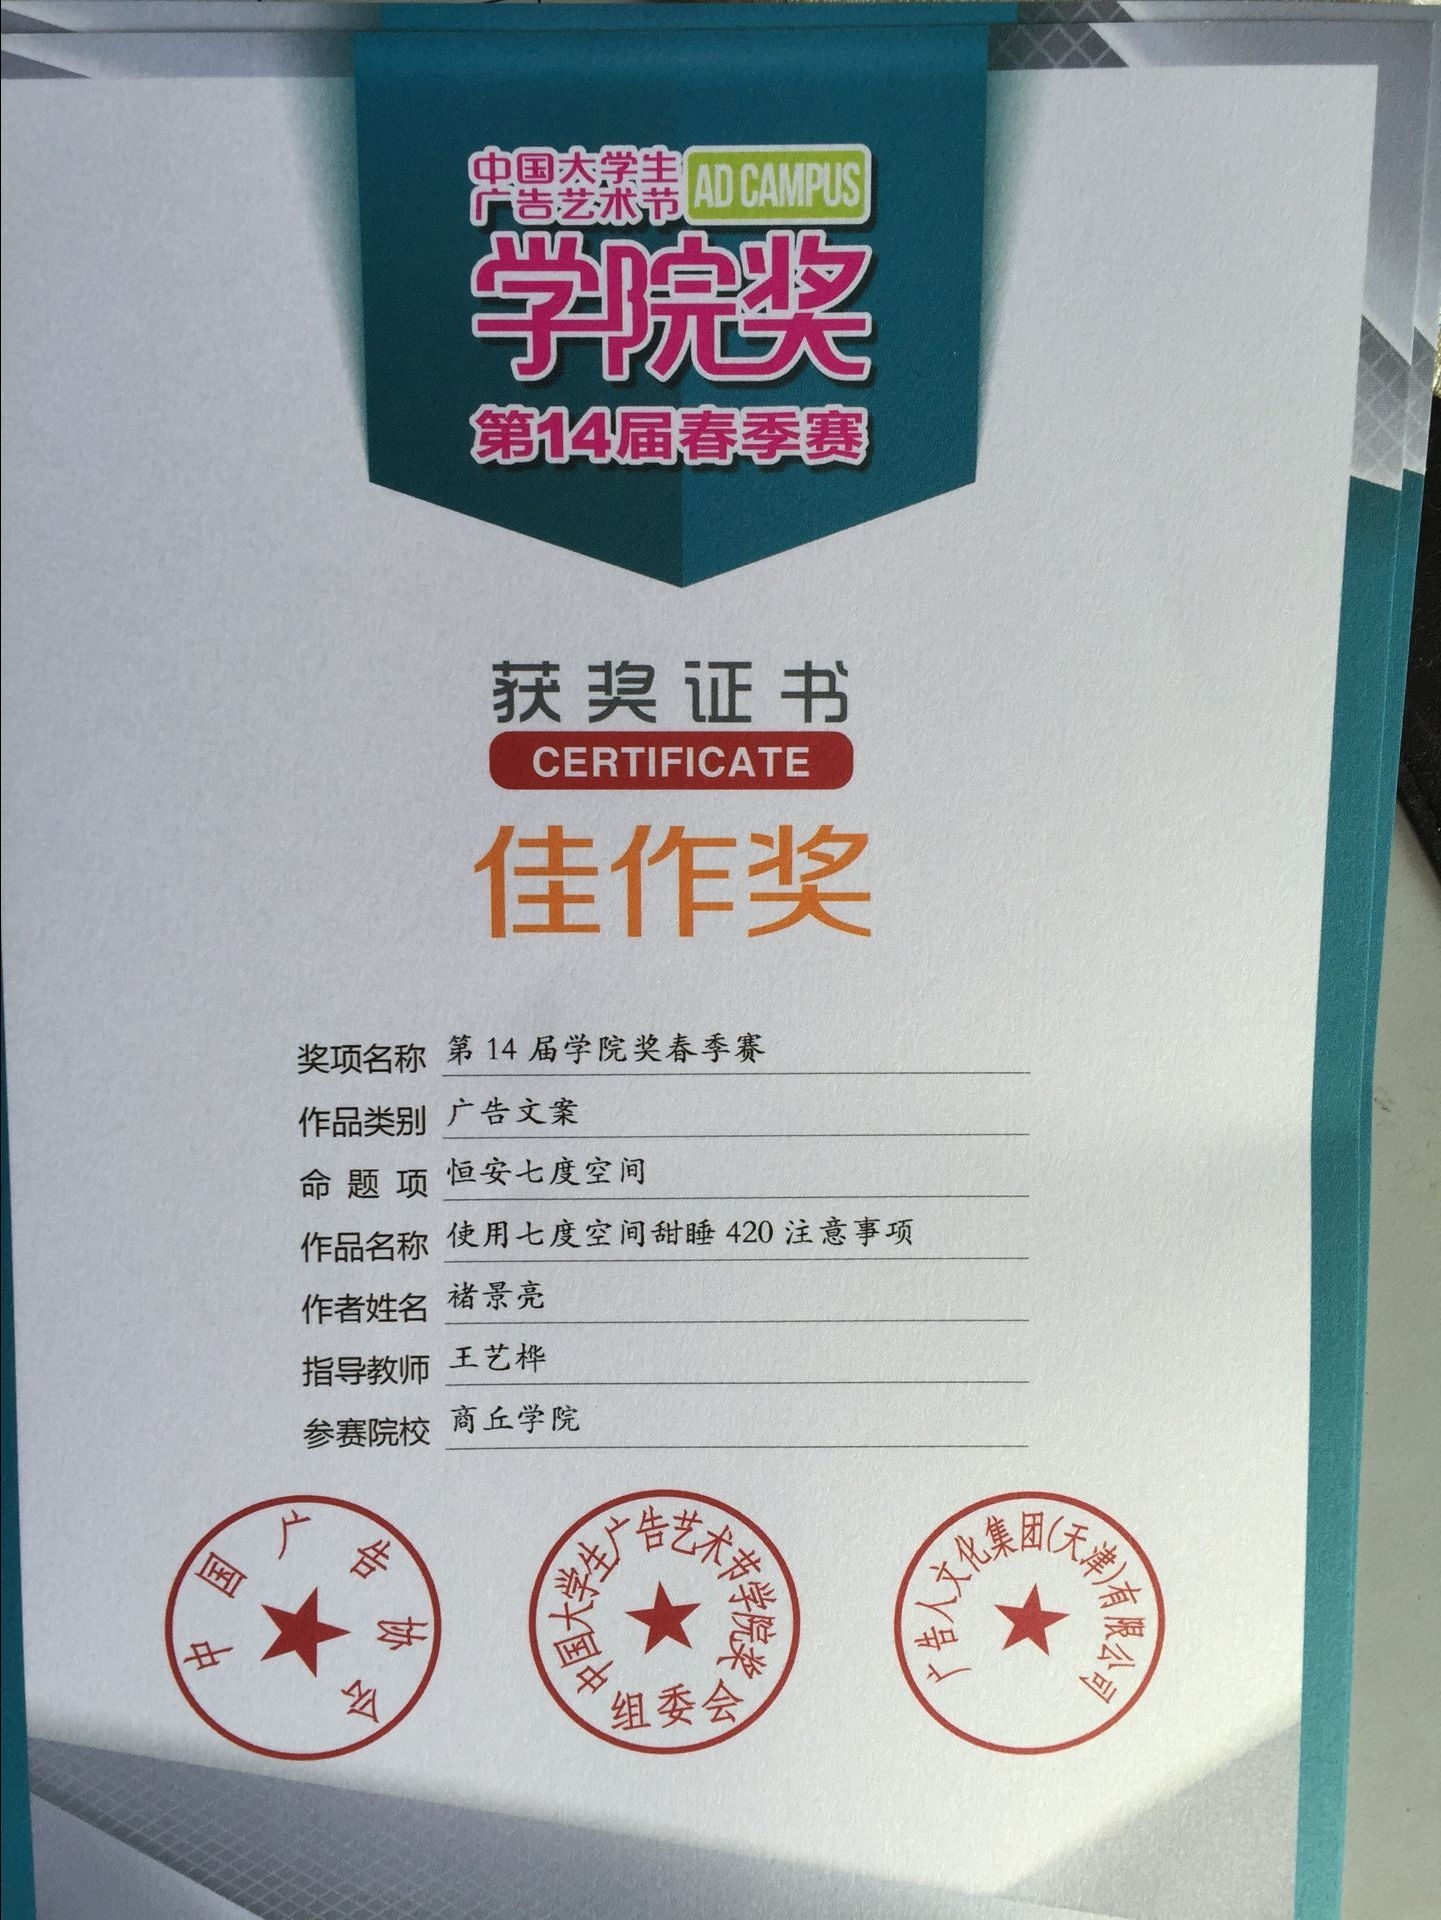 中国大学生
广告艺术节
AD CAMPUS
学院奖
第14届春季赛
获奖证书
CERTIFICATE
佳作奖
奖项名称 第 14 届学院奖春季赛
作品类别 广告文案
命题项 恒安七度空间
作品名称 使用七度空间甜睡 420 注意事项
作者姓名 褚景亮
指导教师 王艺桦
参赛院校 商丘学院
中国广告协会
中国大学生广告艺术节学院奖
组委会
广告人文化集团(天津)有限公司